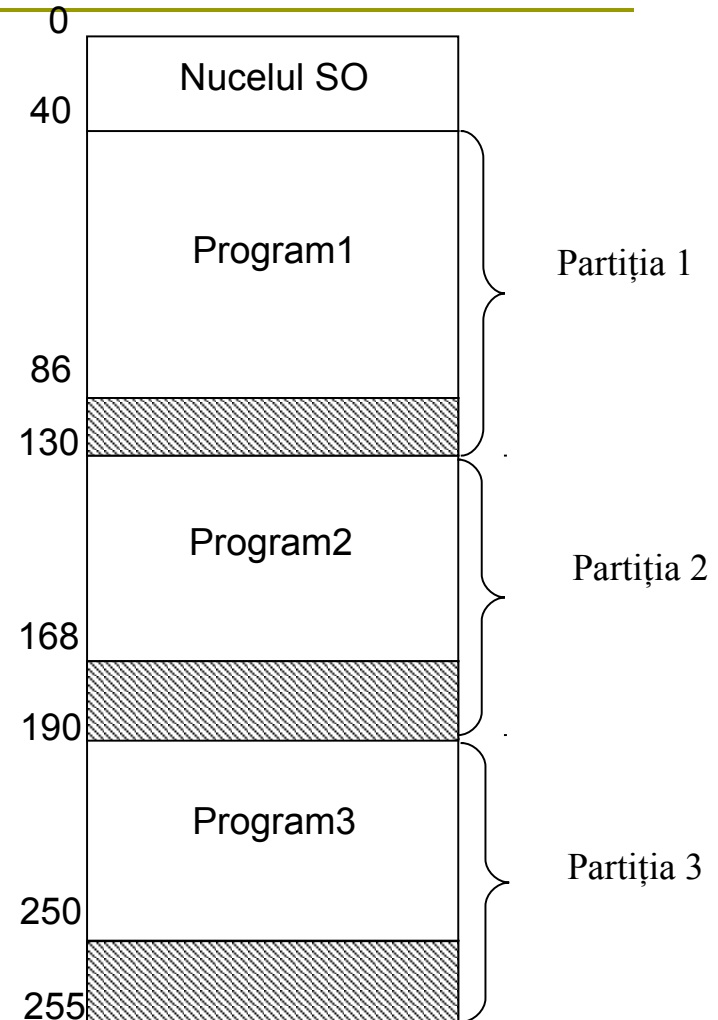 0
Nucelul SO
40
Program1
Partiția 1
86
130
Program2
Partiția 2
168
190
Program3
Partiția 3
250
255